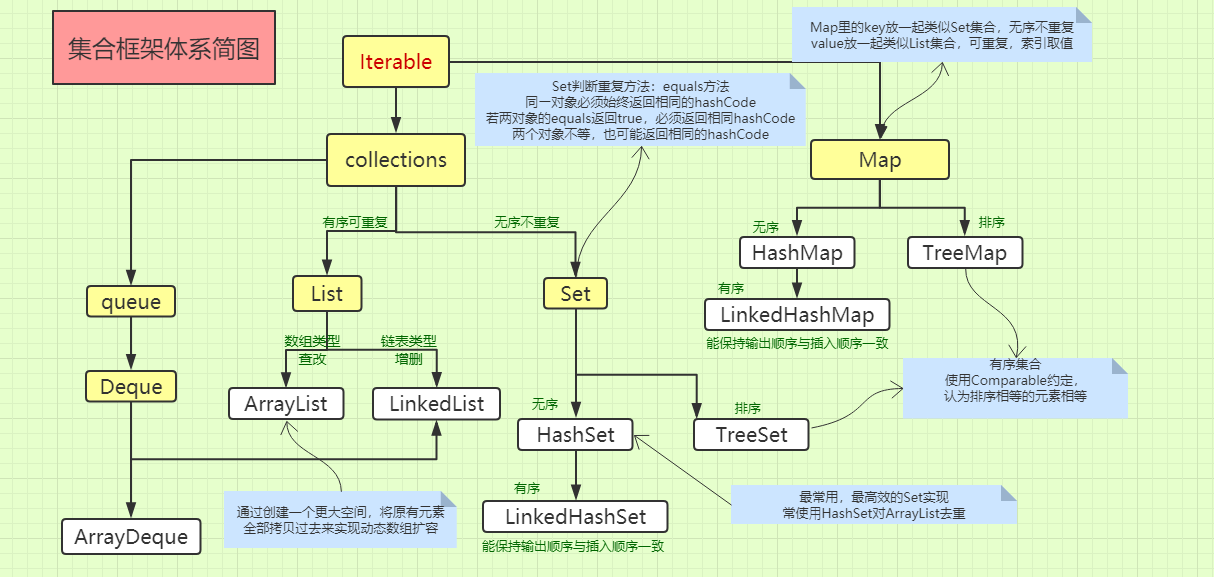 集合框架体系简图
Iterable
Map里的key放一起类似Set集合，无序不重复
value放一起类似List集合，可重复，索引取值
Set判断重复方法：equals方法
同一对象必须始终返回相同的hashCode
若两对象的equals返回true，必须返回相同hashCode
两个对象不等，也可能返回相同的hashCode
collections
Map
有序可重复
无序不重复
无序
排序
HashMap
TreeMap
queue
List
Set
有序
LinkedHashMap
能保持输出顺序与插入顺序一致
数组类型
查改
链表类型
增删
有序集合
使用Comparable约定，
认为排序相等的元素相等
Deque
ArrayList
LinkedList
无序
排序
HashSet
TreeSet
通过创建一个更大空间，将原有元素
全部拷贝过去来实现动态数组扩容
有序
LinkedHashSet
能保持输出顺序与插入顺序一致
最常用，最高效的Set实现
常使用HashSet对ArrayList去重
ArrayDeque